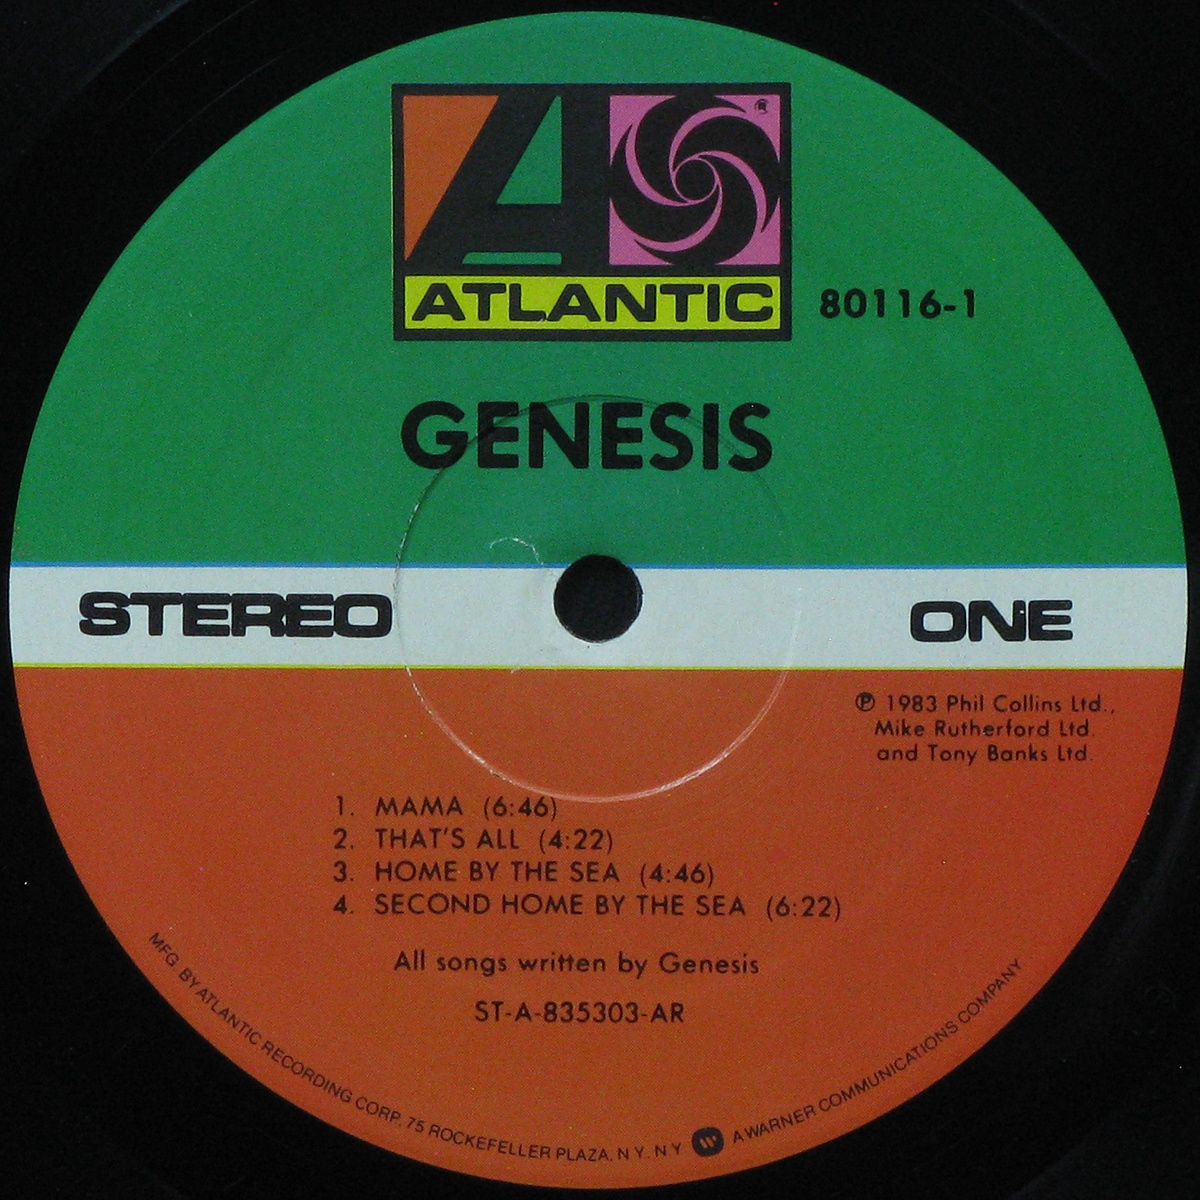 ®
ATLANTIC
80116-1
GENESIS
STEREO
ONE
℗ 1983 Phil Collins Ltd.,
Mike Rutherford Ltd.
and Tony Banks Ltd.
1. MAMA (6:46)
2. THAT'S ALL (4:22)
3. HOME BY THE SEA (4:46)
4. SECOND HOME BY THE SEA (6:22)
All songs written by Genesis
ST-A-835303-AR
MFG. BY ATLANTIC RECORDING CORP. 75 ROCKEFELLER PLAZA, N.Y. N.Y. A WARNER COMMUNICATIONS COMPANY